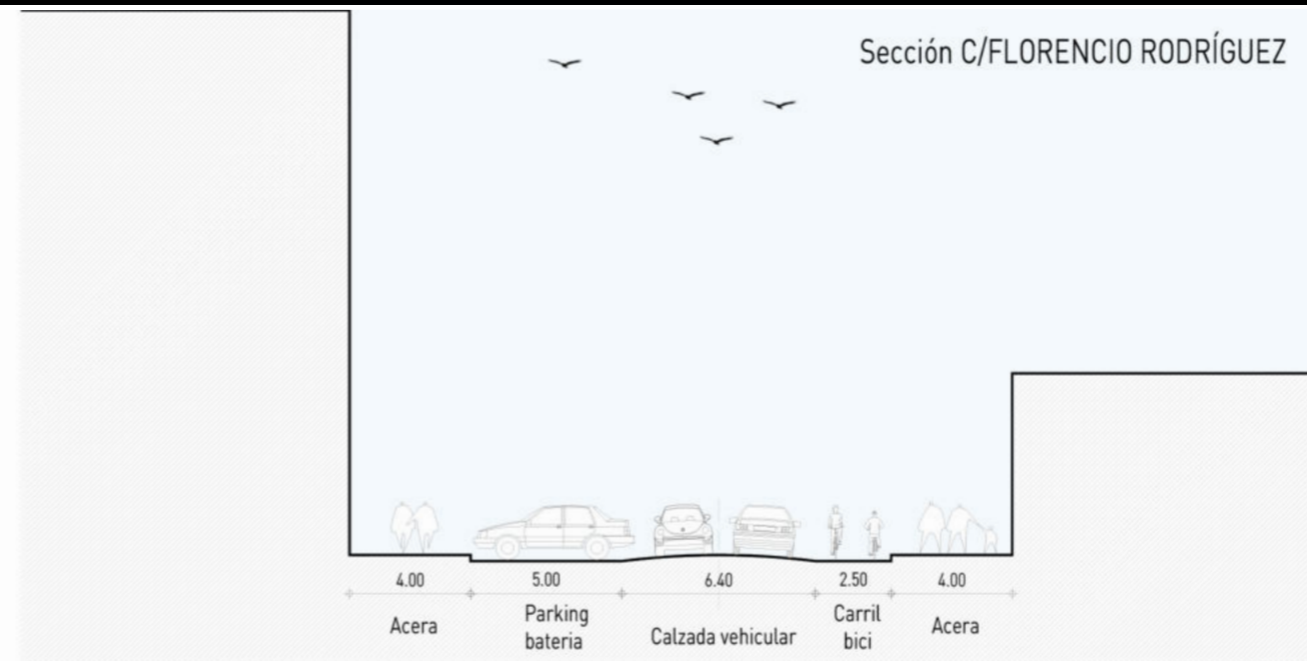 Sección C/FLORENCIO RODRÍGUEZ
4.00 5.00 6.40 2.50 4.00
Acera
Parking
bateria
Calzada vehicular
Carril
bici
Acera